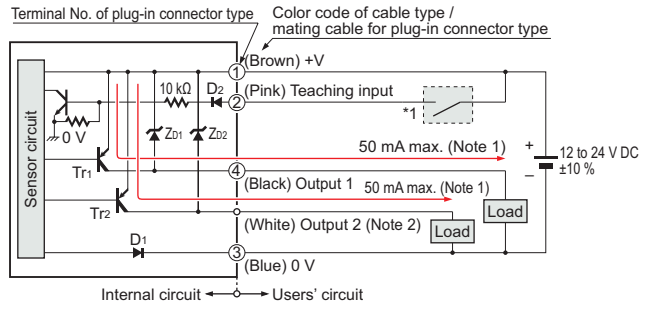 Terminal No. of plug-in connector type
Color code of cable type /
mating cable for plug-in connector type
1
(Brown) +V
10 kΩ
D2
2
(Pink) Teaching input
*1
0 V
ZD1
ZD2
Sensor circuit
50 mA max. (Note 1)
+
12 to 24 V DC
±10 %
–
Tr1
4
(Black) Output 1
50 mA max. (Note 1)
Tr2
Load
(White) Output 2 (Note 2)
Load
D1
3
(Blue) 0 V
Internal circuit
Users' circuit